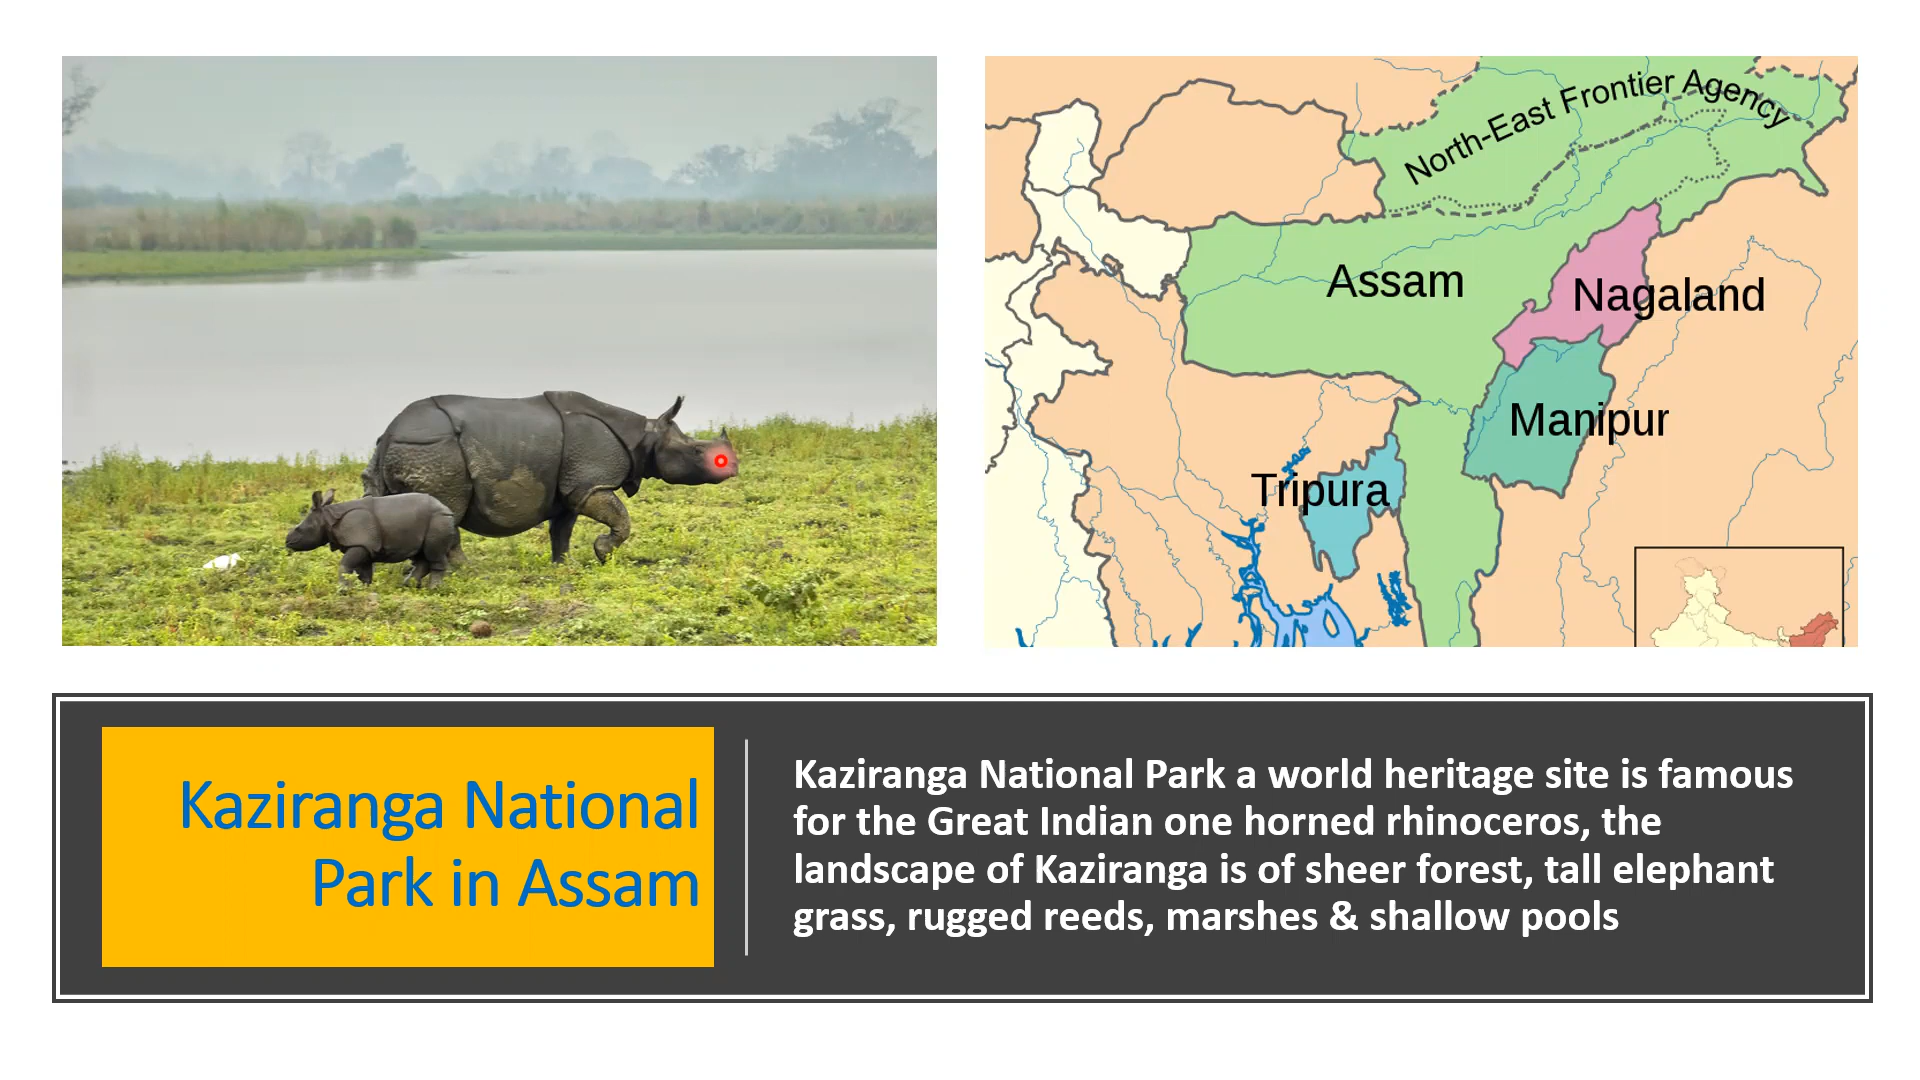 North-East Frontier Agency
Assam
Nagaland
Manipur
Tripura
Kaziranga National
Park in Assam
Kaziranga National Park a world heritage site is famous
for the Great Indian one horned rhinoceros, the
landscape of Kaziranga is of sheer forest, tall elephant
grass, rugged reeds, marshes & shallow pools